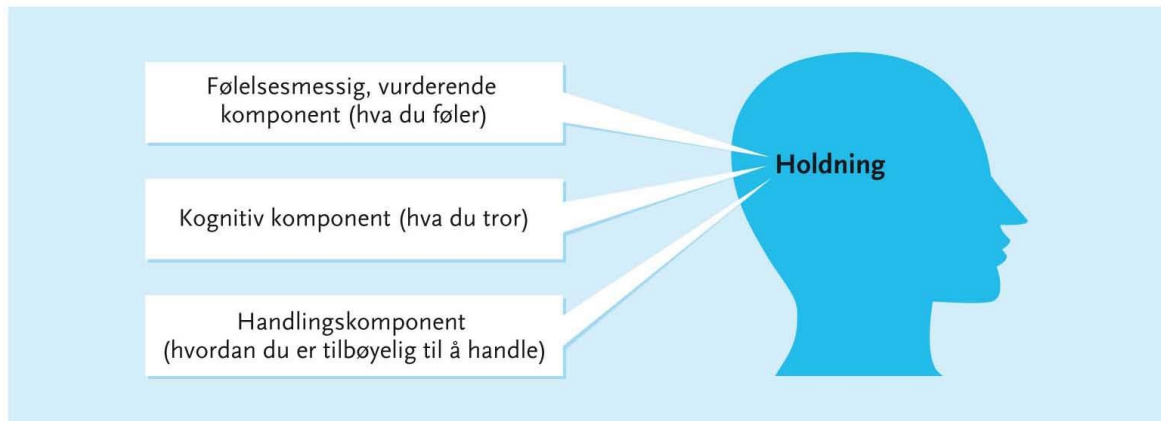 Følelsesmessig, vurderende
komponent (hva du føler)
Kognitiv komponent (hva du tror)
Handlingskomponent
(hvordan du er tilbøyelig til å handle)
Holdning